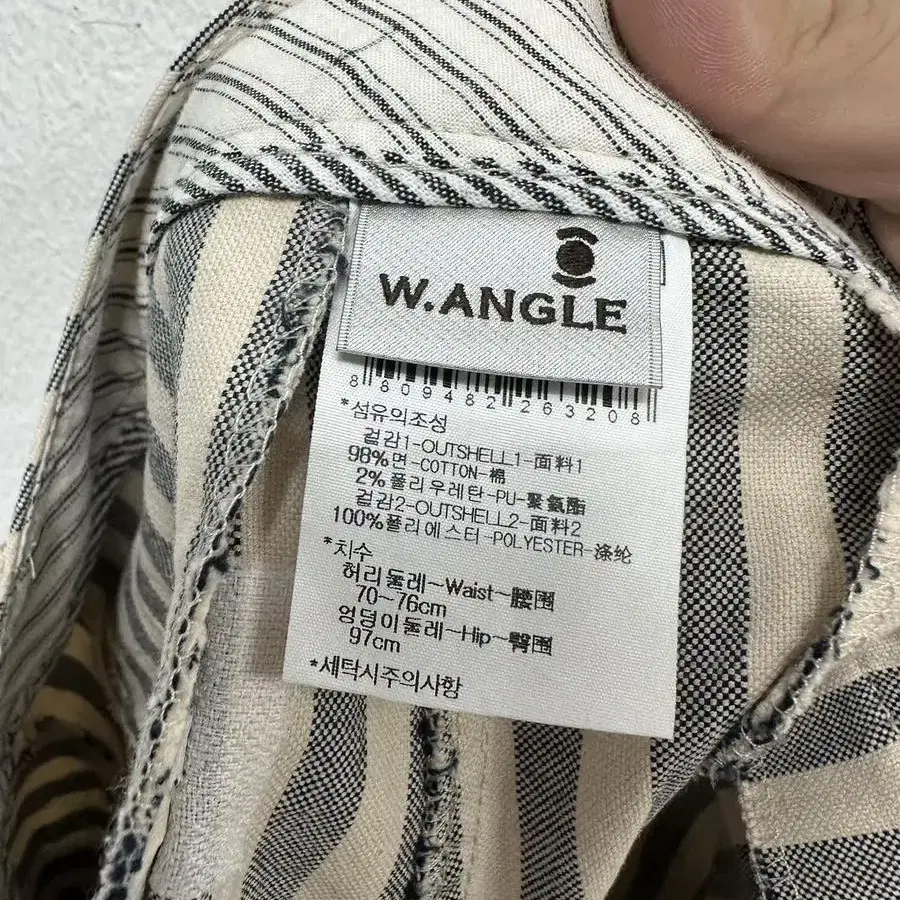 W.ANGLE
8809482263208
*섬유의조성
겉감1-OUTSHELL1-面料1
98%면-COTTON-棉
2%폴리우레탄-PU-聚氨酯
겉감2-OUTSHELL2-面料2
100%폴리에스터-POLYESTER-涤纶
*치수
허리둘레~Waist~腰围
70~76cm
엉덩이둘레~Hip~臀围
97cm
*세탁시주의사항